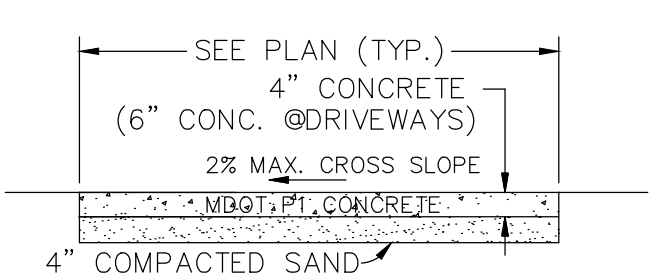 SEE PLAN (TYP.)
4" CONCRETE
(6" CONC. @DRIVEWAYS)
2% MAX. CROSS SLOPE
MDOT P1 CONCRETE
4" COMPACTED SAND